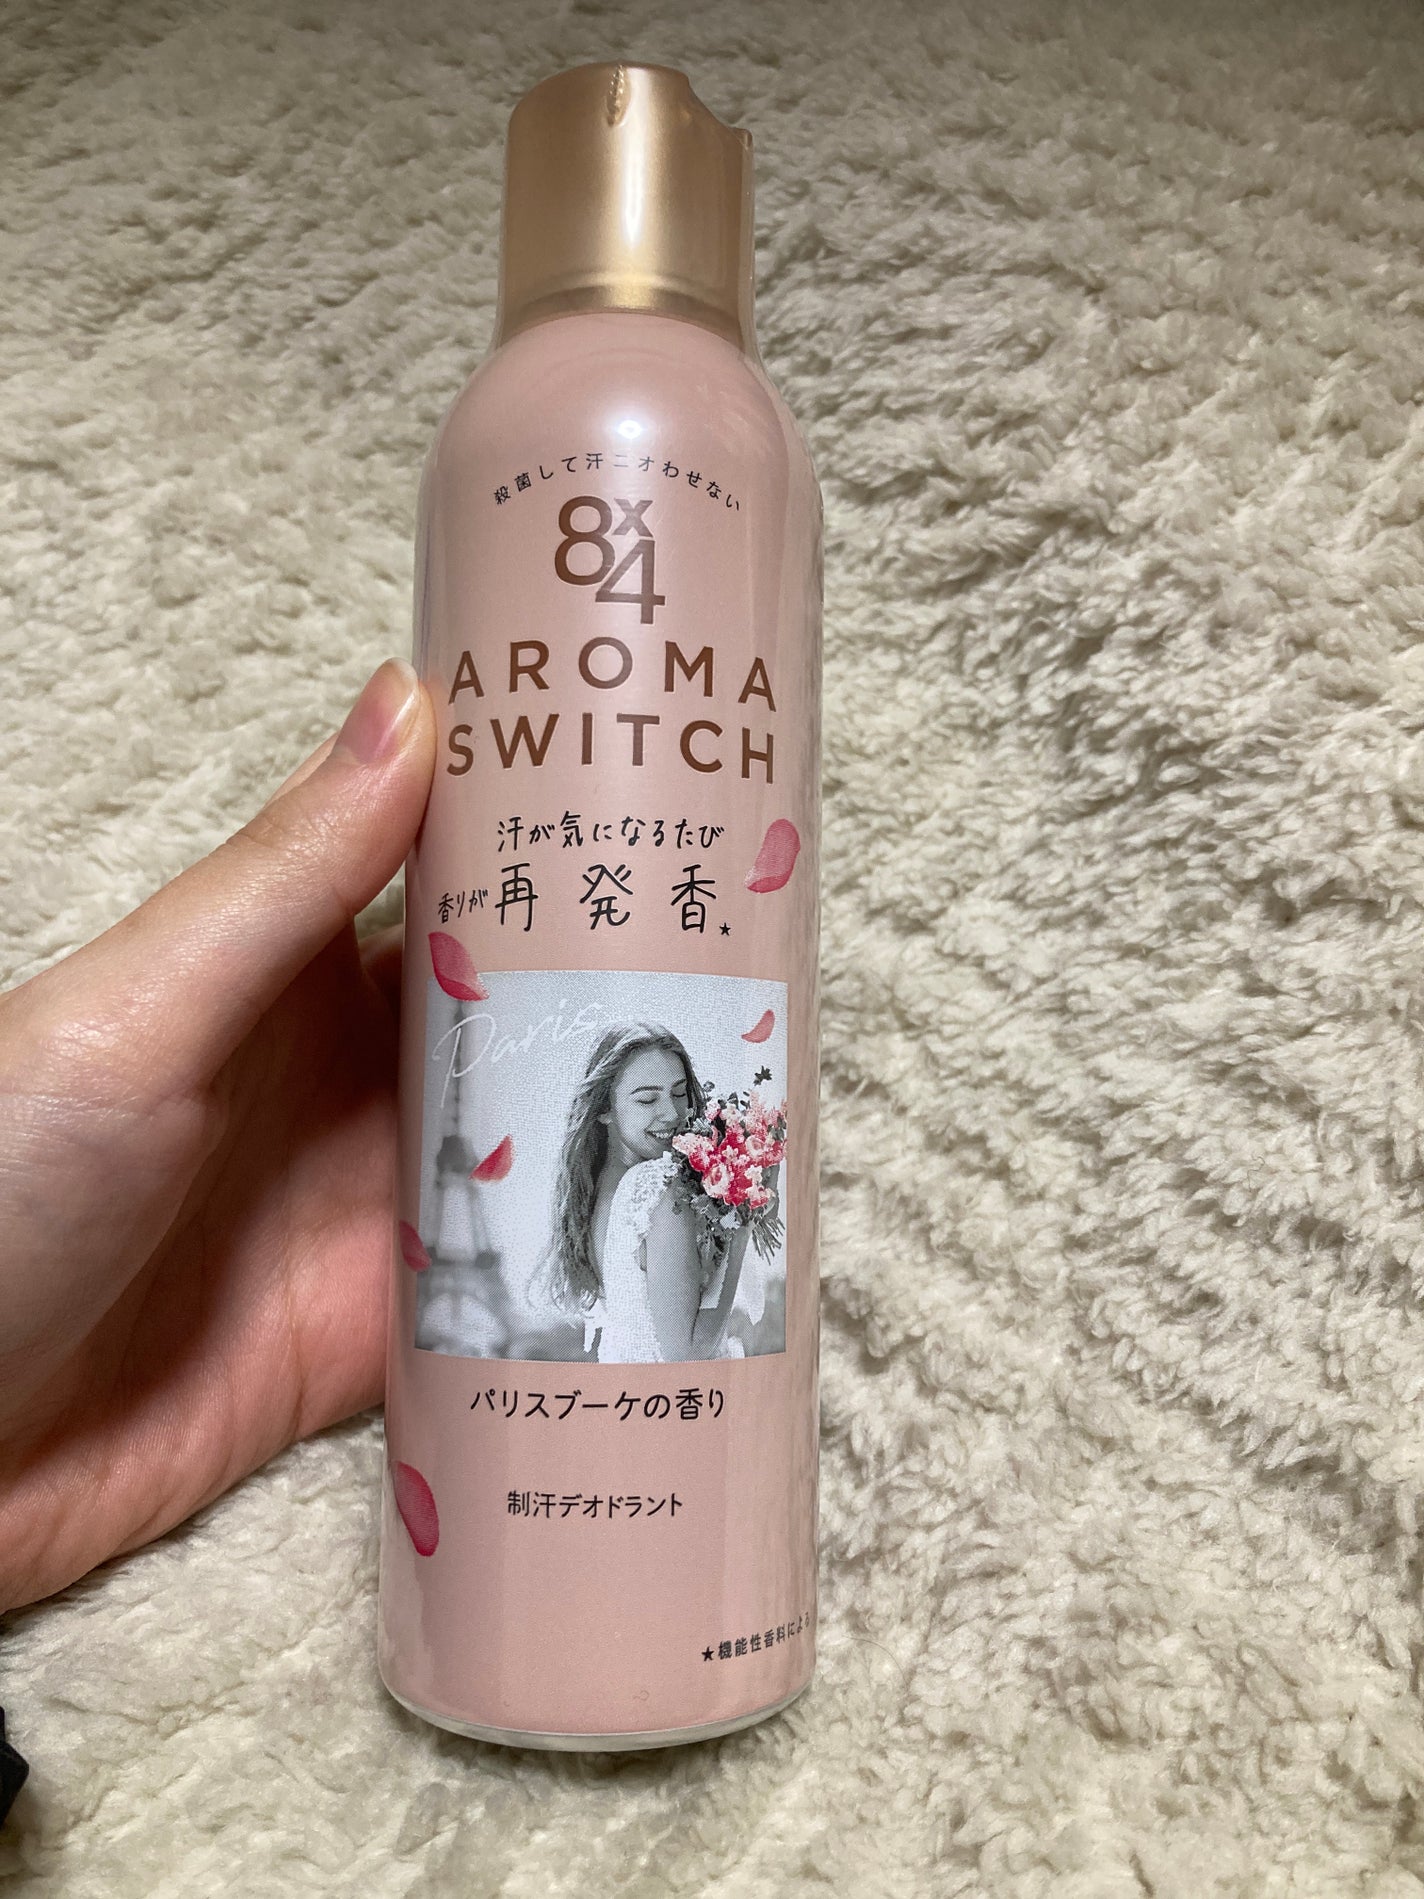 殺菌して汗ニオわせない
8x4
AROMA
SWITCH
汗が気になるたび
香りが再発香★
Paris
パリスブーケの香り
制汗デオドラント
★機能性香料による